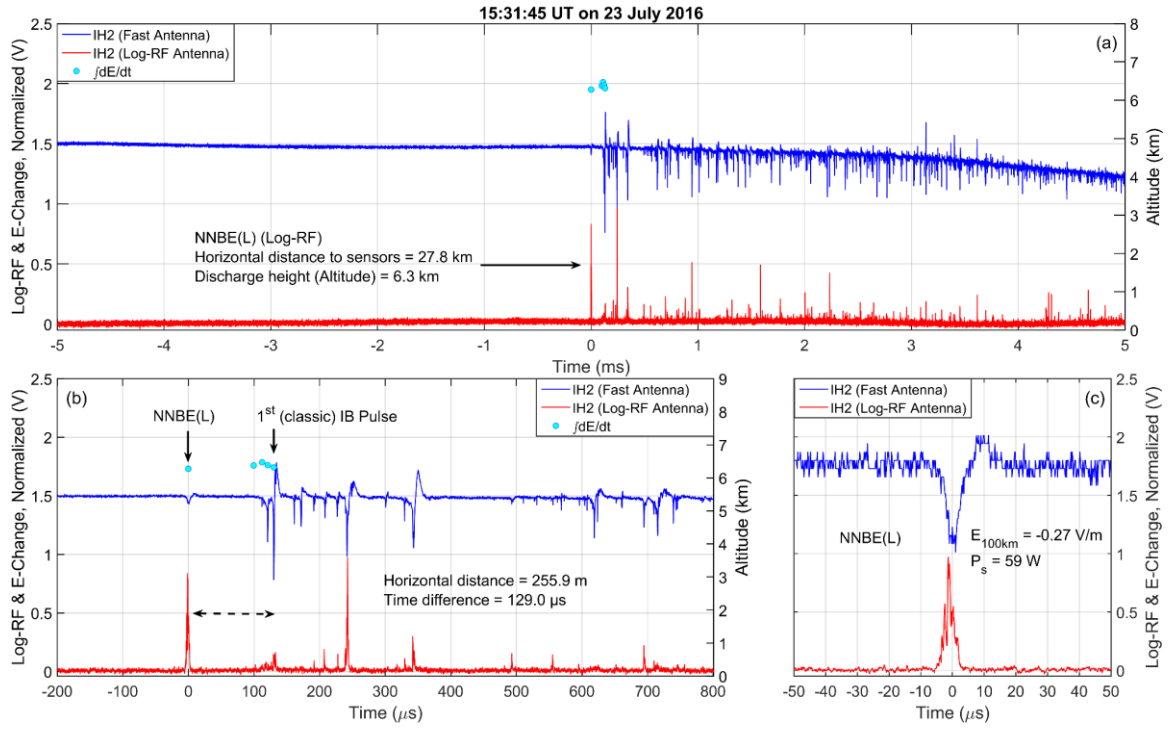 15:31:45 UT on 23 July 2016
IH2 (Fast Antenna)
IH2 (Log-RF Antenna)
∫dE/dt
(a)
Log-RF & E-Change, Normalized (V)
2.5
2
1.5
1
0.5
0
Altitude (km)
8
7
6
5
4
3
2
1
0
NNBE(L) (Log-RF)
Horizontal distance to sensors = 27.8 km
Discharge height (Altitude) = 6.3 km
-5 -4 -3 -2 -1 0 1 2 3 4 5
Time (ms)
(b)
NNBE(L)
1st (classic) IB Pulse
IH2 (Fast Antenna)
IH2 (Log-RF Antenna)
∫dE/dt
Log-RF & E-Change, Normalized (V)
2.5
2
1.5
1
0.5
0
Altitude (km)
9
8
7
6
5
4
3
2
1
0
Horizontal distance = 255.9 m
Time difference = 129.0 μs
-200 -100 0 100 200 300 400 500 600 700 800
Time (μs)
IH2 (Fast Antenna)
IH2 (Log-RF Antenna)
(c)
NNBE(L)
E100km = -0.27 V/m
Ps = 59 W
Log-RF & E-Change, Normalized (V)
2.5
2
1.5
1
0.5
0
-50 -40 -30 -20 -10 0 10 20 30 40 50
Time (μs)